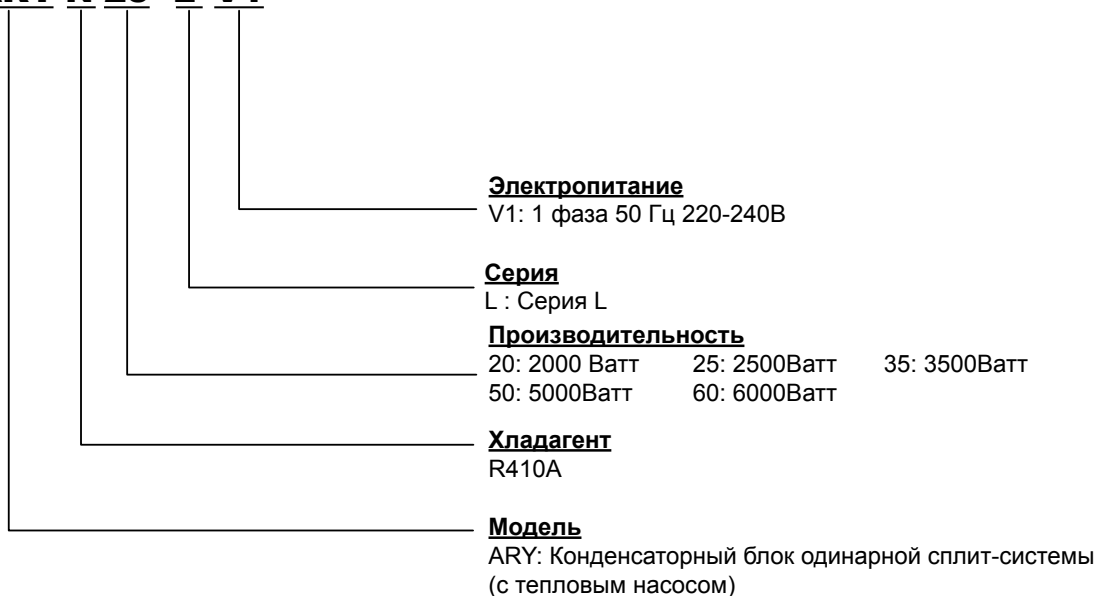 Электропитание
V1: 1 фаза 50 Гц 220-240В
Серия
L : Серия L
Производительность
20: 2000 Ватт 25: 2500Ватт 35: 3500Ватт
50: 5000Ватт 60: 6000Ватт
Хладагент
R410A
Модель
ARY: Конденсаторный блок одинарной сплит-системы
(с тепловым насосом)